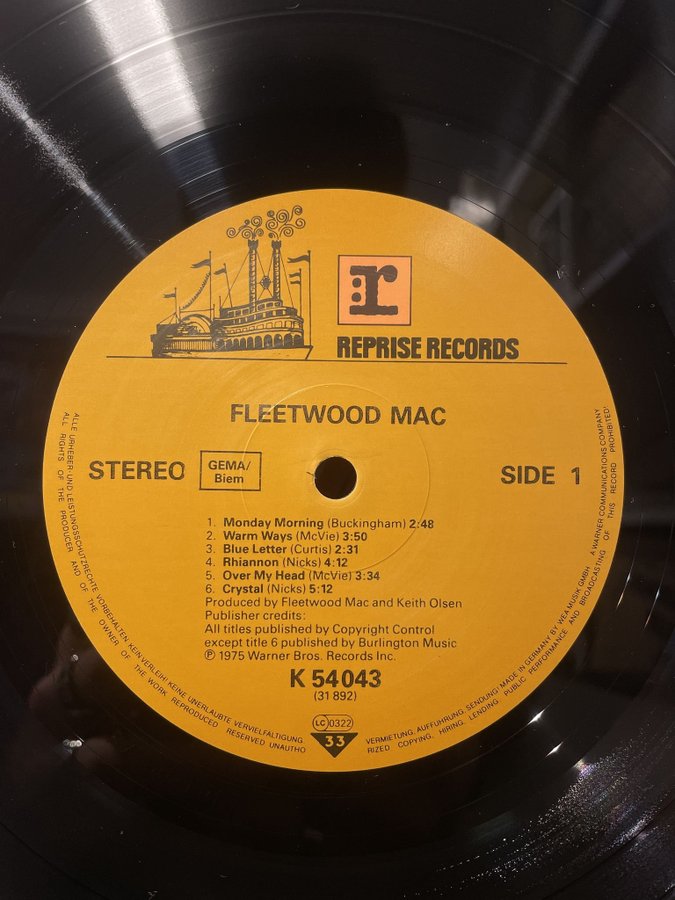 r
REPRISE RECORDS
FLEETWOOD MAC
STEREO
GEMA/
Biem
SIDE 1
1. Monday Morning (Buckingham) 2:48
2. Warm Ways (McVie) 3:50
3. Blue Letter (Curtis) 2:31
4. Rhiannon (Nicks) 4:12
5. Over My Head (McVie) 3:34
6. Crystal (Nicks) 5:12
Produced by Fleetwood Mac and Keith Olsen
Publisher credits:
All titles published by Copyright Control
except title 6 published by Burlington Music
℗ 1975 Warner Bros. Records Inc.
K 54043
(31 892)
LC 0322
33
ALLE URHEBER- UND LEISTUNGSSCHUTZRECHTE VORBEHALTEN. KEIN VERLEIH! KEINE UNERLAUBTE VERVIELFÄLTIGUNG, VERMIETUNG, AUFFÜHRUNG, SENDUNG! MADE IN GERMANY BY WEA MUSIK GMBH A WARNER COMMUNICATIONS COMPANY
ALL RIGHTS OF THE PRODUCER AND OF THE OWNER OF THE WORK REPRODUCED RESERVED UNAUTHORIZED COPYING, HIRING, LENDING, PUBLIC PERFORMANCE AND BROADCASTING OF THIS RECORD PROHIBITED!